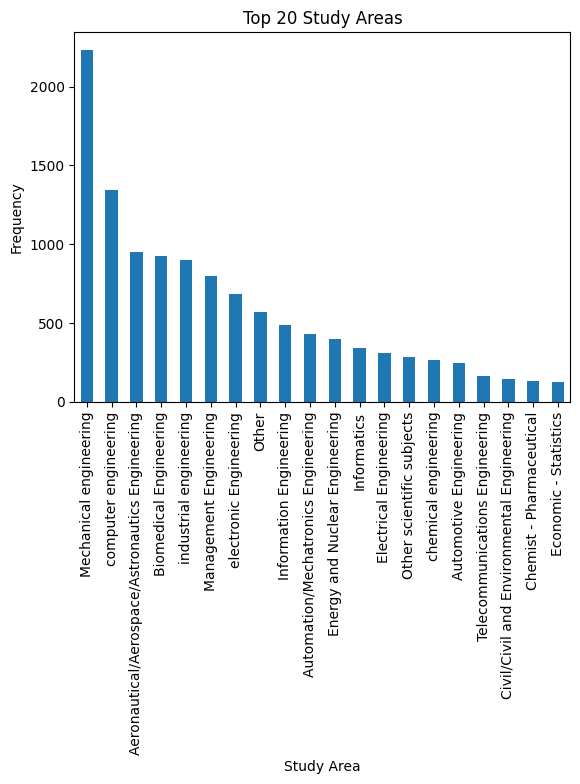 Top 20 Study Areas
Frequency
2000
1500
1000
500
0
Mechanical engineering
computer engineering
Aeronautical/Aerospace/Astronautics Engineering
Biomedical Engineering
industrial engineering
Management Engineering
electronic Engineering
Other
Information Engineering
Automation/Mechatronics Engineering
Energy and Nuclear Engineering
Informatics
Electrical Engineering
Other scientific subjects
chemical engineering
Automotive Engineering
Telecommunications Engineering
Civil/Civil and Environmental Engineering
Chemist - Pharmaceutical
Economic - Statistics
Study Area